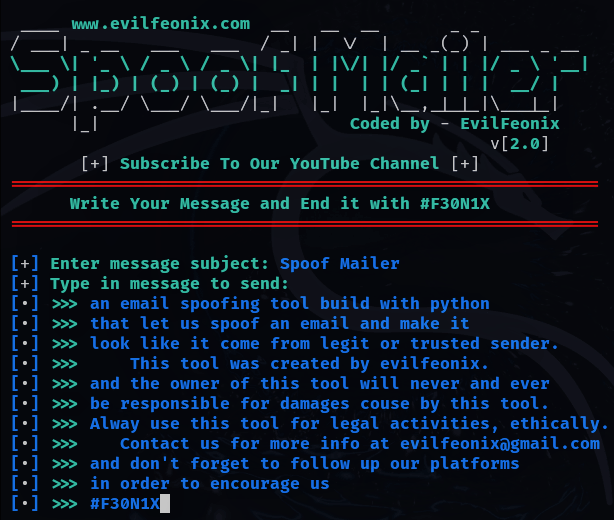 www.evilfeonix.com
Spoof Mailer
Coded by - EvilFeonix
v[2.0]
[+] Subscribe To Our YouTube Channel [+]
Write Your Message and End it with #F30N1X
[+] Enter message subject: Spoof Mailer
[+] Type in message to send:
[•] >>> an email spoofing tool build with python
[•] >>> that let us spoof an email and make it
[•] >>> look like it come from legit or trusted sender.
[•] >>> This tool was created by evilfeonix.
[•] >>> and the owner of this tool will never and ever
[•] >>> be responsible for damages couse by this tool.
[•] >>> Alway use this tool for legal activities, ethically.
[•] >>> Contact us for more info at evilfeonix@gmail.com
[•] >>> and don't forget to follow up our platforms
[•] >>> in order to encourage us
[•] >>> #F30N1X